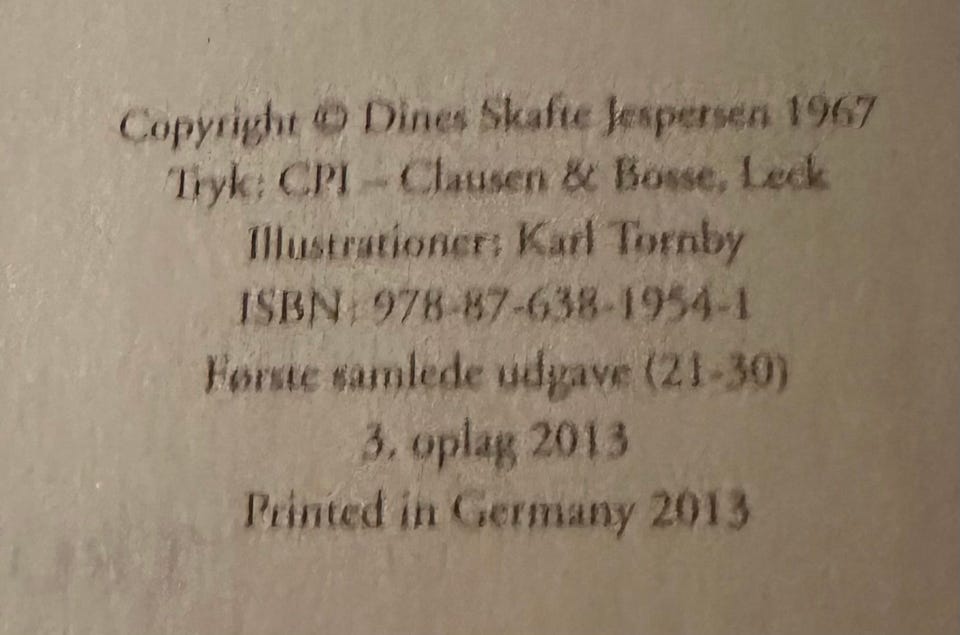 Copyright © Dines Skafte Jespersen 1967
Tryk: CPI – Clausen & Bosse, Leck
Illustrationer: Karl Tornby
ISBN: 978-87-638-1954-1
Første samlede udgave (21-30)
3. oplag 2013
Printed in Germany 2013